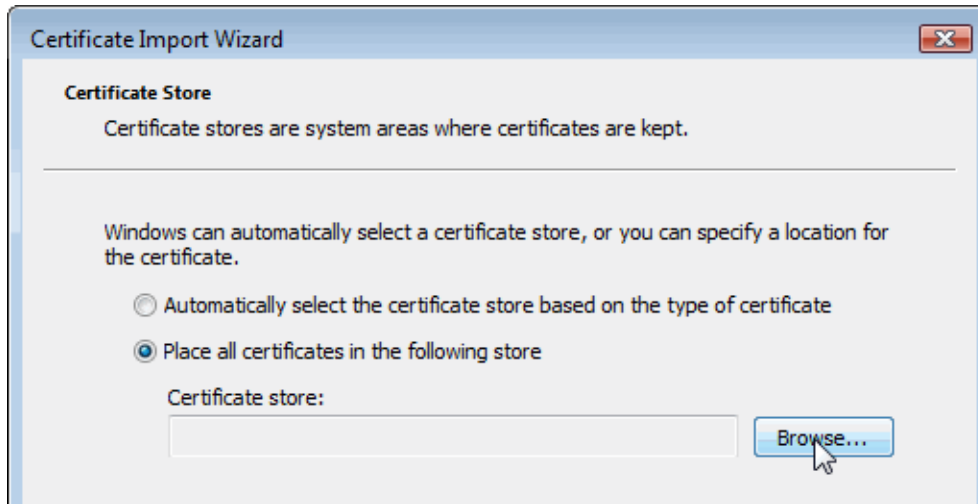 Certificate Import Wizard
Certificate Store
Certificate stores are system areas where certificates are kept.
Windows can automatically select a certificate store, or you can specify a location for
the certificate.
Automatically select the certificate store based on the type of certificate
Place all certificates in the following store
Certificate store:
Browse...